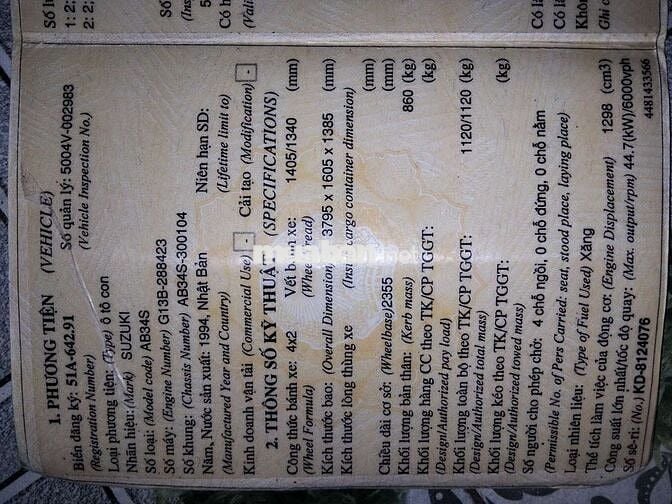 1. PHƯƠNG TIỆN (VEHICLE)
Biển đăng ký: 51A-642.91 Số quản lý: 5004V-002983
(Registration Number) (Vehicle Inspection No.)
Loại phương tiện: (Type) ô tô con
Nhãn hiệu: (Mark) SUZUKI
Số loại: (Model code) AB34S
Số máy: (Engine Number) G13B-288423
Số khung: (Chassis Number) AB34S-300104
Năm, Nước sản xuất: 1994, Nhật Bản Niên hạn SD:
(Manufactured Year and Country) (Lifetime limit to)
Kinh doanh vận tải (Commercial Use) - Cải tạo (Modification) -
2. THÔNG SỐ KỸ THUẬT (SPECIFICATIONS)
Công thức bánh xe: 4x2 Vết bánh xe: 1405/1340 (mm)
(Wheel Formula) (Wheel Tread)
Kích thước bao: (Overall Dimension) 3795 x 1605 x 1385 (mm)
Kích thước lòng thùng xe (Inside cargo container dimension)
(mm)
Chiều dài cơ sở: (Wheelbase) 2355 (mm)
Khối lượng bản thân: (Kerb mass) 860 (kg)
Khối lượng hàng CC theo TK/CP TGGT: (kg)
(Design/Authorized pay load)
Khối lượng toàn bộ theo TK/CP TGGT: 1120/1120 (kg)
(Design/Authorized total mass)
Khối lượng kéo theo TK/CP TGGT: (kg)
(Design/Authorized towed mass)
Số người cho phép chở: 4 chỗ ngồi, 0 chỗ đứng, 0 chỗ nằm
(Permissible No. of Pers Carried: seat, stood place, laying place)
Loại nhiên liệu: (Type of Fuel Used) Xăng
Thể tích làm việc của động cơ: (Engine Displacement) 1298 (cm3)
Công suất lớn nhất/tốc độ quay: (Max. output/rpm) 44.7(kW)/6000vph
Số sê-ri: (No.) KD-8124076 4481433566